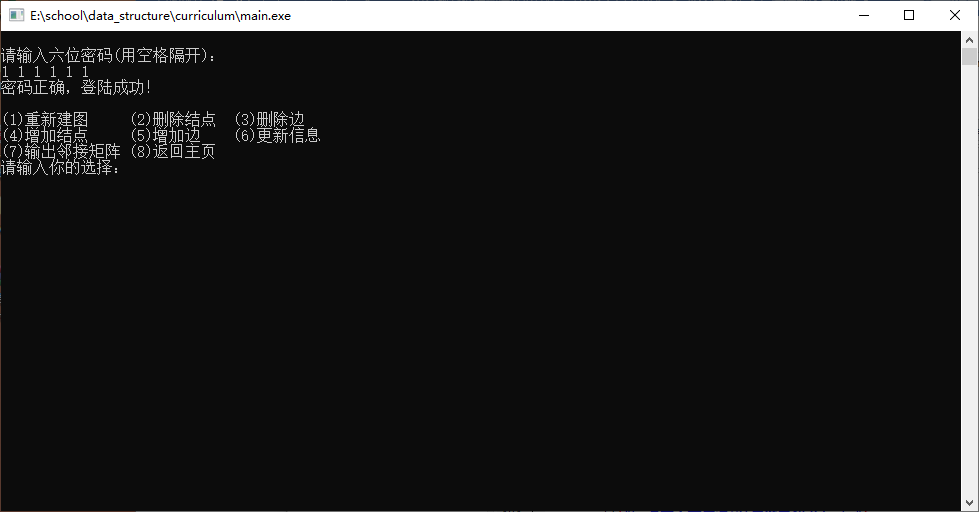 E:\school\data_structure\curriculum\main.exe
请输入六位密码(用空格隔开):
1 1 1 1 1 1
密码正确，登陆成功!
(1)重新建图 (2)删除结点 (3)删除边
(4)增加结点 (5)增加边 (6)更新信息
(7)输出邻接矩阵 (8)返回主页
请输入你的选择: